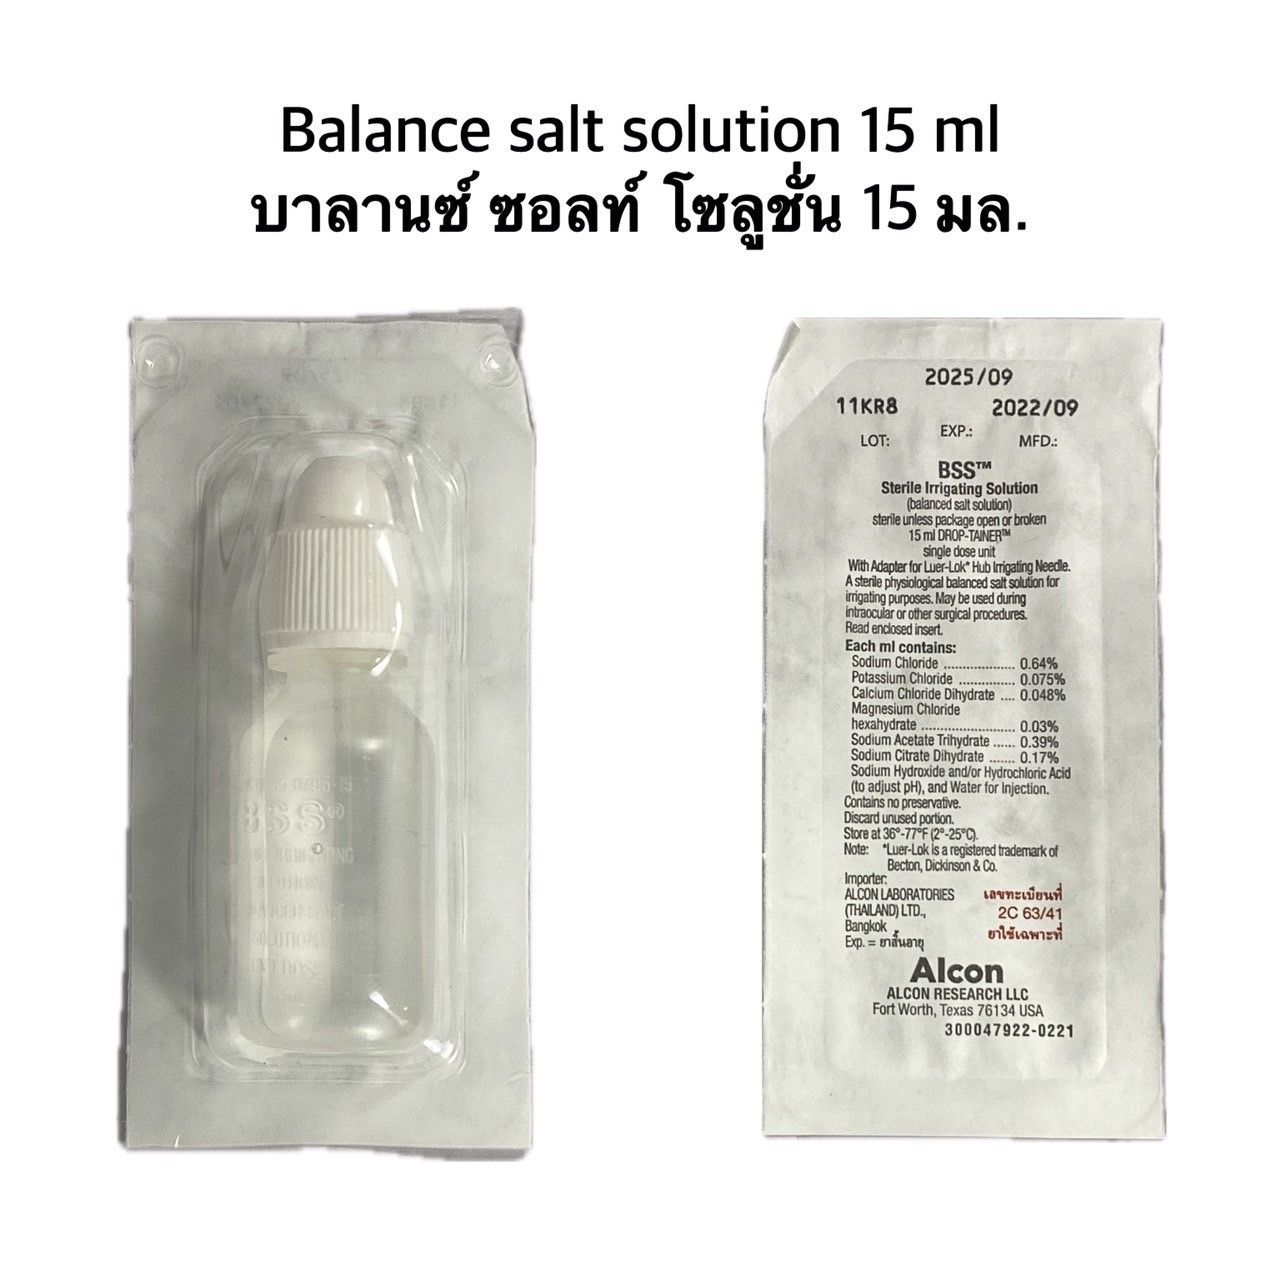 Balance salt solution 15 ml
บาลานซ์ ซอลท์ โซลูชั่น 15 มล.
BSS
2025/09
11KR8 2022/09
LOT: EXP.: MFD.:
BSS™
Sterile Irrigating Solution
(balanced salt solution)
sterile unless package open or broken
15 ml DROP-TAINER™
single dose unit
With Adapter for Luer-Lok* Hub Irrigating Needle.
A sterile physiological balanced salt solution for
irrigating purposes. May be used during
intraocular or other surgical procedures.
Read enclosed insert.
Each ml contains:
Sodium Chloride ................... 0.64%
Potassium Chloride ............... 0.075%
Calcium Chloride Dihydrate .... 0.048%
Magnesium Chloride
hexahydrate ......................... 0.03%
Sodium Acetate Trihydrate ...... 0.39%
Sodium Citrate Dihydrate ....... 0.17%
Sodium Hydroxide and/or Hydrochloric Acid
(to adjust pH), and Water for Injection.
Contains no preservative.
Discard unused portion.
Store at 36°-77°F (2°-25°C).
Note: *Luer-Lok is a registered trademark of
Becton, Dickinson & Co.
Importer:
ALCON LABORATORIES
(THAILAND) LTD.,
Bangkok
Exp. = ยาสิ้นอายุ
เลขทะเบียนที่
2C 63/41
ยาใช้เฉพาะที่
Alcon
ALCON RESEARCH LLC
Fort Worth, Texas 76134 USA
300047922-0221